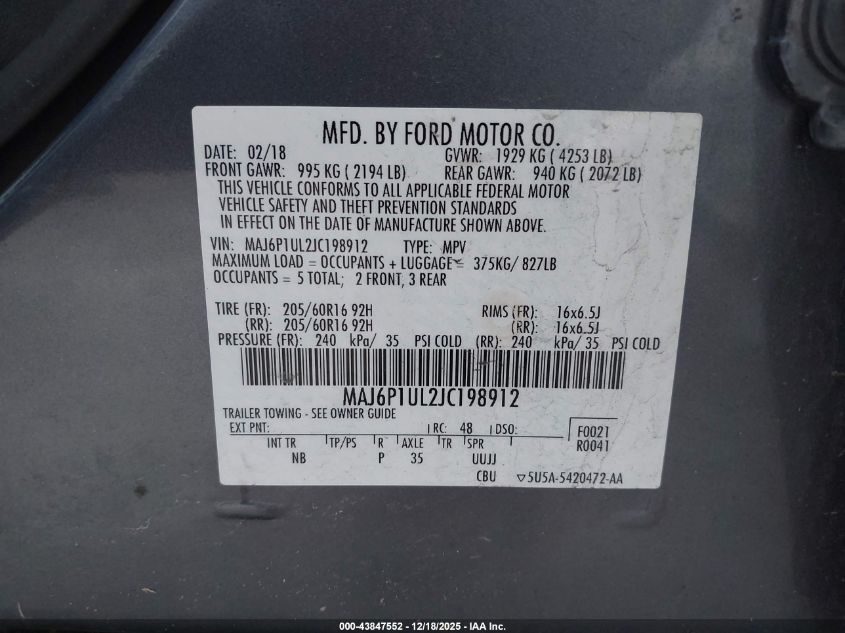 MFD. BY FORD MOTOR CO.
DATE: 02/18 GVWR: 1929 KG ( 4253 LB)
FRONT GAWR: 995 KG ( 2194 LB) REAR GAWR: 940 KG ( 2072 LB)
THIS VEHICLE CONFORMS TO ALL APPLICABLE FEDERAL MOTOR
VEHICLE SAFETY AND THEFT PREVENTION STANDARDS
IN EFFECT ON THE DATE OF MANUFACTURE SHOWN ABOVE.
VIN: MAJ6P1UL2JC198912 TYPE: MPV
MAXIMUM LOAD = OCCUPANTS + LUGGAGE = 375KG/ 827LB
OCCUPANTS = 5 TOTAL; 2 FRONT, 3 REAR
TIRE (FR): 205/60R16 92H RIMS (FR): 16x6.5J
(RR): 205/60R16 92H (RR): 16x6.5J
PRESSURE (FR): 240 kPa/ 35 PSI COLD (RR): 240 kPa/ 35 PSI COLD
MAJ6P1UL2JC198912
TRAILER TOWING - SEE OWNER GUIDE
EXT PNT: RC: 48 DSO: F0021
INT TR TP/PS R AXLE TR SPR R0041
NB P 35 UUJJ
CBU ▽5U5A-5420472-AA
000-43847552 - 12/18/2025 - IAA Inc.